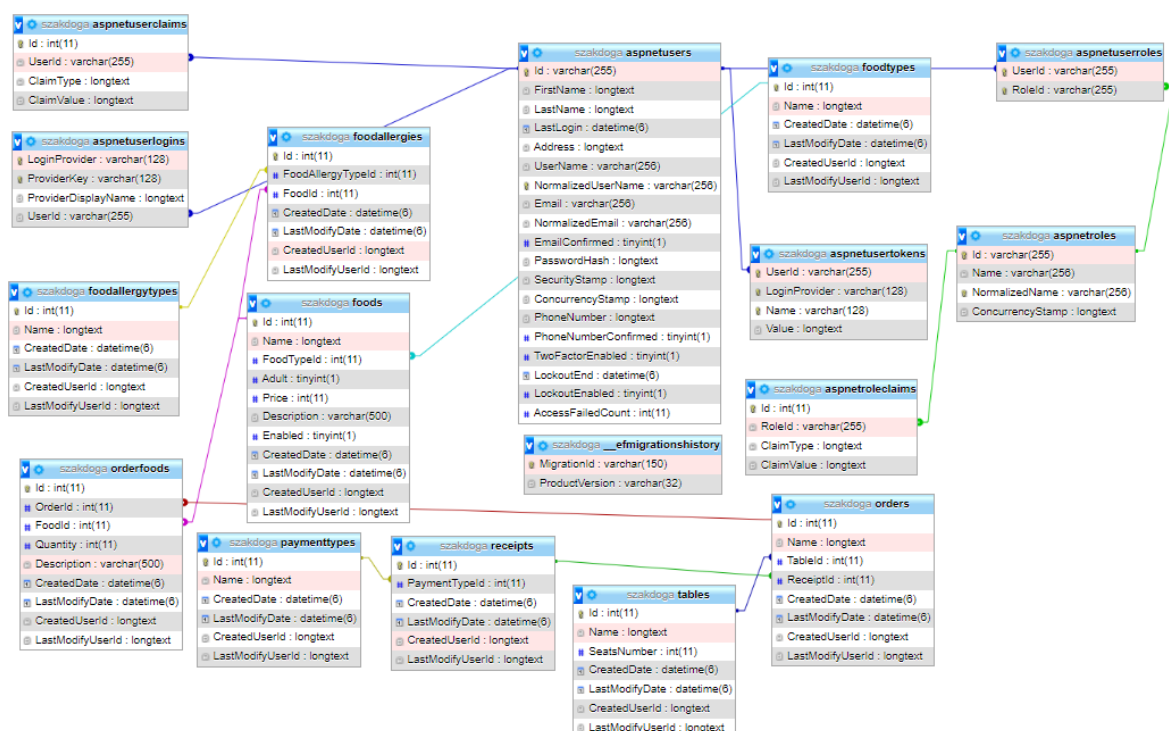 szakdoga aspnetuserclaims
Id : int(11)
UserId : varchar(255)
ClaimType : longtext
ClaimValue : longtext
szakdoga aspnetuserlogins
LoginProvider : varchar(128)
ProviderKey : varchar(128)
ProviderDisplayName : longtext
UserId : varchar(255)
szakdoga foodallergies
Id : int(11)
FoodAllergyTypeId : int(11)
FoodId : int(11)
CreatedDate : datetime(6)
LastModifyDate : datetime(6)
CreatedUserId : longtext
LastModifyUserId : longtext
szakdoga aspnetusers
Id : varchar(255)
FirstName : longtext
LastName : longtext
LastLogin : datetime(6)
Address : longtext
UserName : varchar(256)
NormalizedUserName : varchar(256)
Email : varchar(256)
NormalizedEmail : varchar(256)
EmailConfirmed : tinyint(1)
PasswordHash : longtext
SecurityStamp : longtext
ConcurrencyStamp : longtext
PhoneNumber : longtext
PhoneNumberConfirmed : tinyint(1)
TwoFactorEnabled : tinyint(1)
LockoutEnd : datetime(6)
LockoutEnabled : tinyint(1)
AccessFailedCount : int(11)
szakdoga foodtypes
Id : int(11)
Name : longtext
CreatedDate : datetime(6)
LastModifyDate : datetime(6)
CreatedUserId : longtext
LastModifyUserId : longtext
szakdoga aspnetuserroles
UserId : varchar(255)
RoleId : varchar(255)
szakdoga aspnetusertokens
UserId : varchar(255)
LoginProvider : varchar(128)
Name : varchar(128)
Value : longtext
szakdoga aspnetroles
Id : varchar(255)
Name : varchar(256)
NormalizedName : varchar(256)
ConcurrencyStamp : longtext
szakdoga foodallergytypes
Id : int(11)
Name : longtext
CreatedDate : datetime(6)
LastModifyDate : datetime(6)
CreatedUserId : longtext
LastModifyUserId : longtext
szakdoga foods
Id : int(11)
Name : longtext
FoodTypeId : int(11)
Adult : tinyint(1)
Price : int(11)
Description : varchar(500)
Enabled : tinyint(1)
CreatedDate : datetime(6)
LastModifyDate : datetime(6)
CreatedUserId : longtext
LastModifyUserId : longtext
szakdoga aspnetroleclaims
Id : int(11)
RoleId : varchar(255)
ClaimType : longtext
ClaimValue : longtext
szakdoga __efmigrationshistory
MigrationId : varchar(150)
ProductVersion : varchar(32)
szakdoga orderfoods
Id : int(11)
OrderId : int(11)
FoodId : int(11)
Quantity : int(11)
Description : varchar(500)
CreatedDate : datetime(6)
LastModifyDate : datetime(6)
CreatedUserId : longtext
LastModifyUserId : longtext
szakdoga paymenttypes
Id : int(11)
Name : longtext
CreatedDate : datetime(6)
LastModifyDate : datetime(6)
CreatedUserId : longtext
LastModifyUserId : longtext
szakdoga receipts
Id : int(11)
PaymentTypeId : int(11)
CreatedDate : datetime(6)
LastModifyDate : datetime(6)
CreatedUserId : longtext
LastModifyUserId : longtext
szakdoga tables
Id : int(11)
Name : longtext
SeatsNumber : int(11)
CreatedDate : datetime(6)
LastModifyDate : datetime(6)
CreatedUserId : longtext
LastModifyUserId : longtext
szakdoga orders
Id : int(11)
Name : longtext
TableId : int(11)
ReceiptId : int(11)
CreatedDate : datetime(6)
LastModifyDate : datetime(6)
CreatedUserId : longtext
LastModifyUserId : longtext